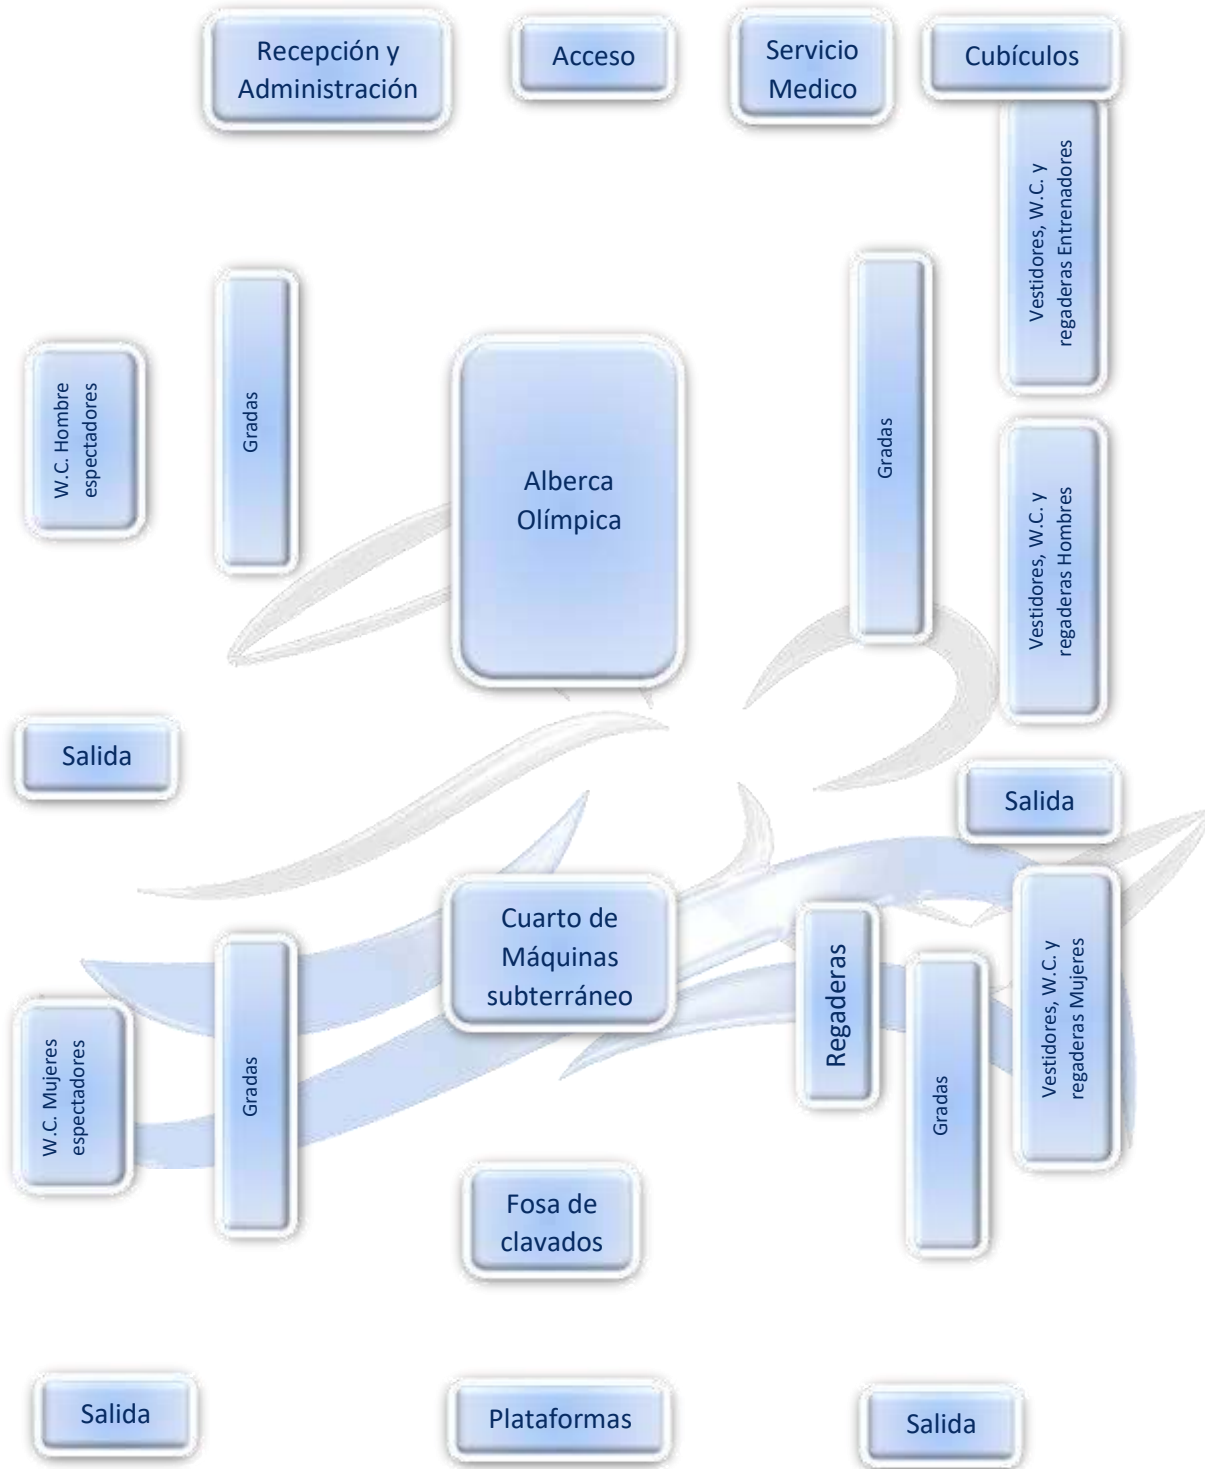 Recepción y
Administración
Acceso
Servicio
Medico
Cubículos
Vestidores, W.C. y
regaderas Entrenadores
W.C. Hombre
espectadores
Gradas
Alberca
Olímpica
Gradas
Vestidores, W.C. y
regaderas Hombres
Salida
Salida
Cuarto de
Máquinas
subterráneo
Regaderas
Vestidores, W.C. y
regaderas Mujeres
W.C. Mujeres
espectadores
Gradas
Gradas
Fosa de
clavados
Salida
Plataformas
Salida